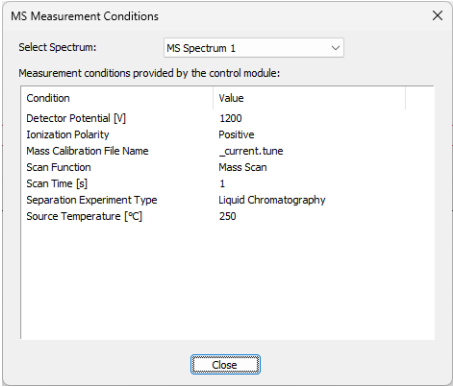 MS Measurement Conditions
Select Spectrum: MS Spectrum 1
Measurement conditions provided by the control module:
Condition Value
Detector Potential [V] 1200
Ionization Polarity Positive
Mass Calibration File Name _current.tune
Scan Function Mass Scan
Scan Time [s] 1
Separation Experiment Type Liquid Chromatography
Source Temperature [°C] 250
Close